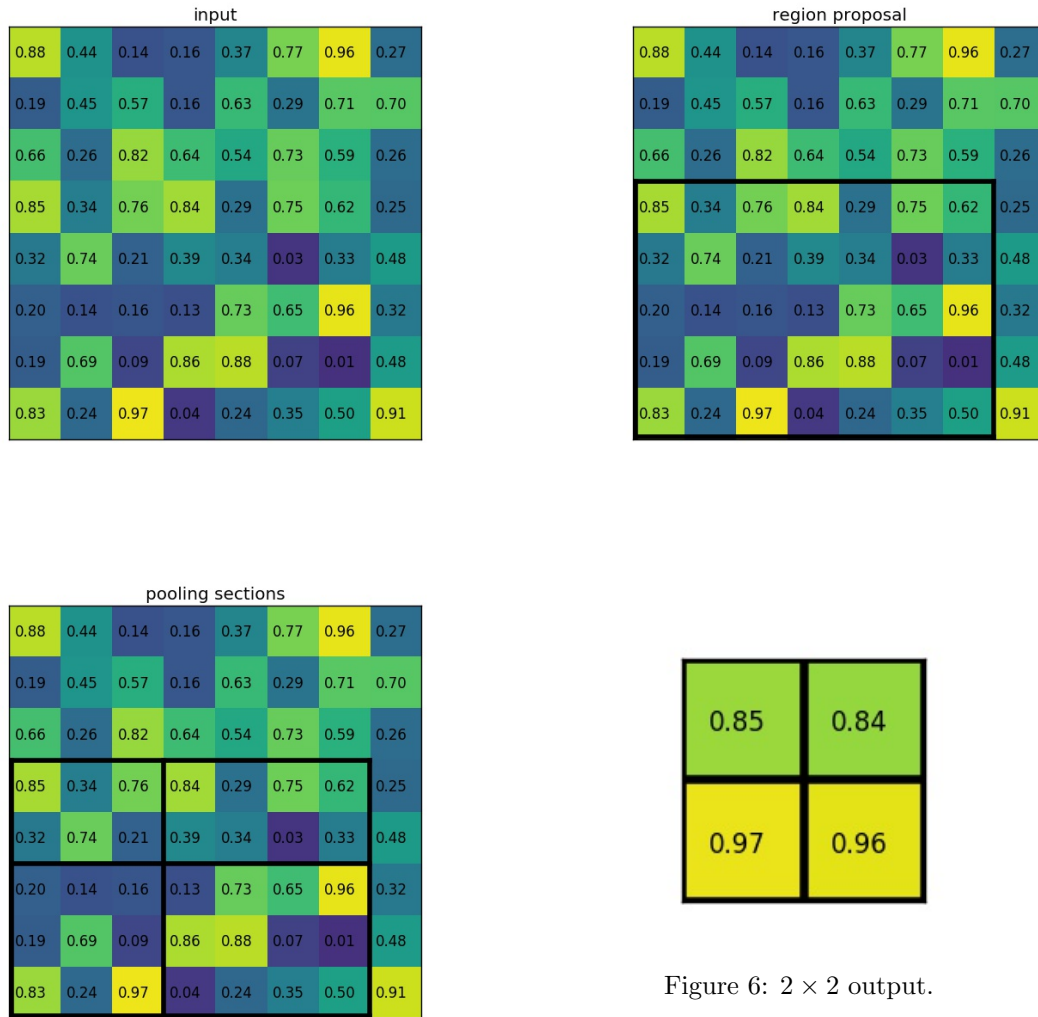 input
0.88 0.44 0.14 0.16 0.37 0.77 0.96 0.27
0.19 0.45 0.57 0.16 0.63 0.29 0.71 0.70
0.66 0.26 0.82 0.64 0.54 0.73 0.59 0.26
0.85 0.34 0.76 0.84 0.29 0.75 0.62 0.25
0.32 0.74 0.21 0.39 0.34 0.03 0.33 0.48
0.20 0.14 0.16 0.13 0.73 0.65 0.96 0.32
0.19 0.69 0.09 0.86 0.88 0.07 0.01 0.48
0.83 0.24 0.97 0.04 0.24 0.35 0.50 0.91
region proposal
0.88 0.44 0.14 0.16 0.37 0.77 0.96 0.27
0.19 0.45 0.57 0.16 0.63 0.29 0.71 0.70
0.66 0.26 0.82 0.64 0.54 0.73 0.59 0.26
0.85 0.34 0.76 0.84 0.29 0.75 0.62 0.25
0.32 0.74 0.21 0.39 0.34 0.03 0.33 0.48
0.20 0.14 0.16 0.13 0.73 0.65 0.96 0.32
0.19 0.69 0.09 0.86 0.88 0.07 0.01 0.48
0.83 0.24 0.97 0.04 0.24 0.35 0.50 0.91
pooling sections
0.88 0.44 0.14 0.16 0.37 0.77 0.96 0.27
0.19 0.45 0.57 0.16 0.63 0.29 0.71 0.70
0.66 0.26 0.82 0.64 0.54 0.73 0.59 0.26
0.85 0.34 0.76 0.84 0.29 0.75 0.62 0.25
0.32 0.74 0.21 0.39 0.34 0.03 0.33 0.48
0.20 0.14 0.16 0.13 0.73 0.65 0.96 0.32
0.19 0.69 0.09 0.86 0.88 0.07 0.01 0.48
0.83 0.24 0.97 0.04 0.24 0.35 0.50 0.91
0.85 0.84
0.97 0.96
Figure 6: 2 × 2 output.